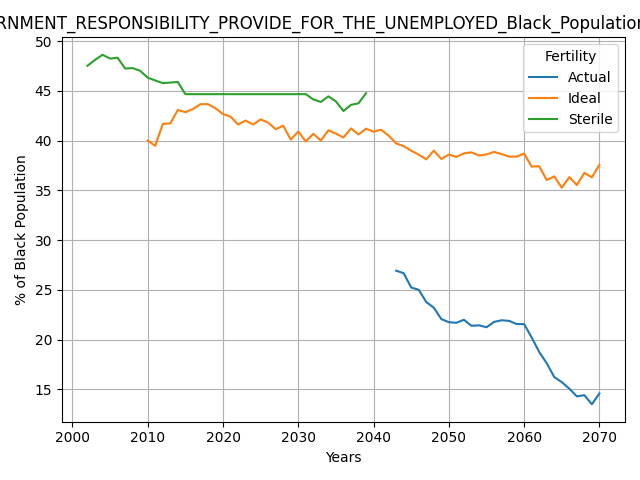 RNMENT_RESPONSIBILITY_PROVIDE_FOR_THE_UNEMPLOYED_Black_Population
50
45
40
35
30
25
20
15
% of Black Population
Fertility
Actual
Ideal
Sterile
2000 2010 2020 2030 2040 2050 2060 2070
Years